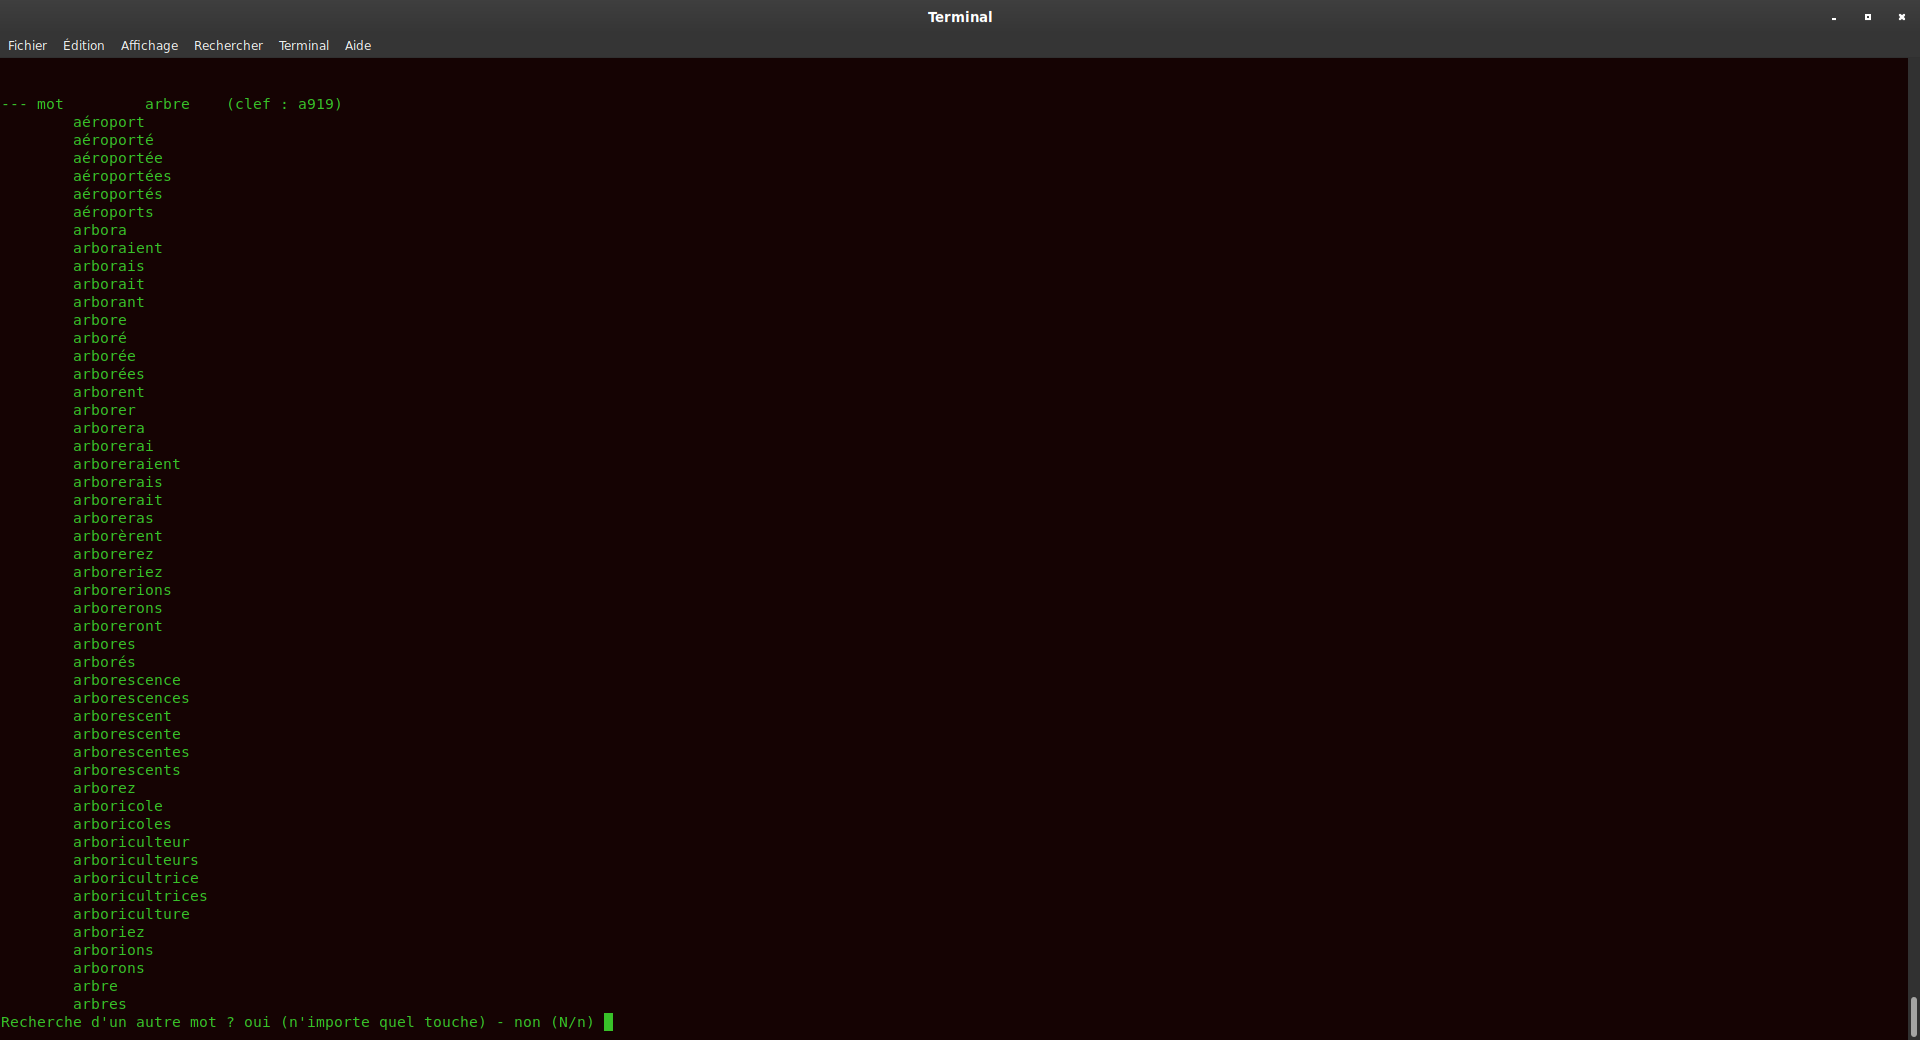 Terminal
Fichier Édition Affichage Rechercher Terminal Aide
--- mot arbre (clef : a919)
aéroport
aéroporté
aéroportée
aéroportées
aéroportés
aéroports
arbora
arboraient
arborais
arborait
arborant
arbore
arboré
arborée
arborées
arborent
arborer
arborera
arborerai
arboreraient
arborerais
arborerait
arboreras
arborèrent
arborerez
arboreriez
arborerions
arborerons
arboreront
arbores
arborés
arborescence
arborescences
arborescent
arborescente
arborescentes
arborescents
arborez
arboricole
arboricoles
arboriculteur
arboriculteurs
arboricultrice
arboricultrices
arboriculture
arboriez
arborions
arborons
arbre
arbres
Recherche d'un autre mot ? oui (n'importe quel touche) - non (N/n)